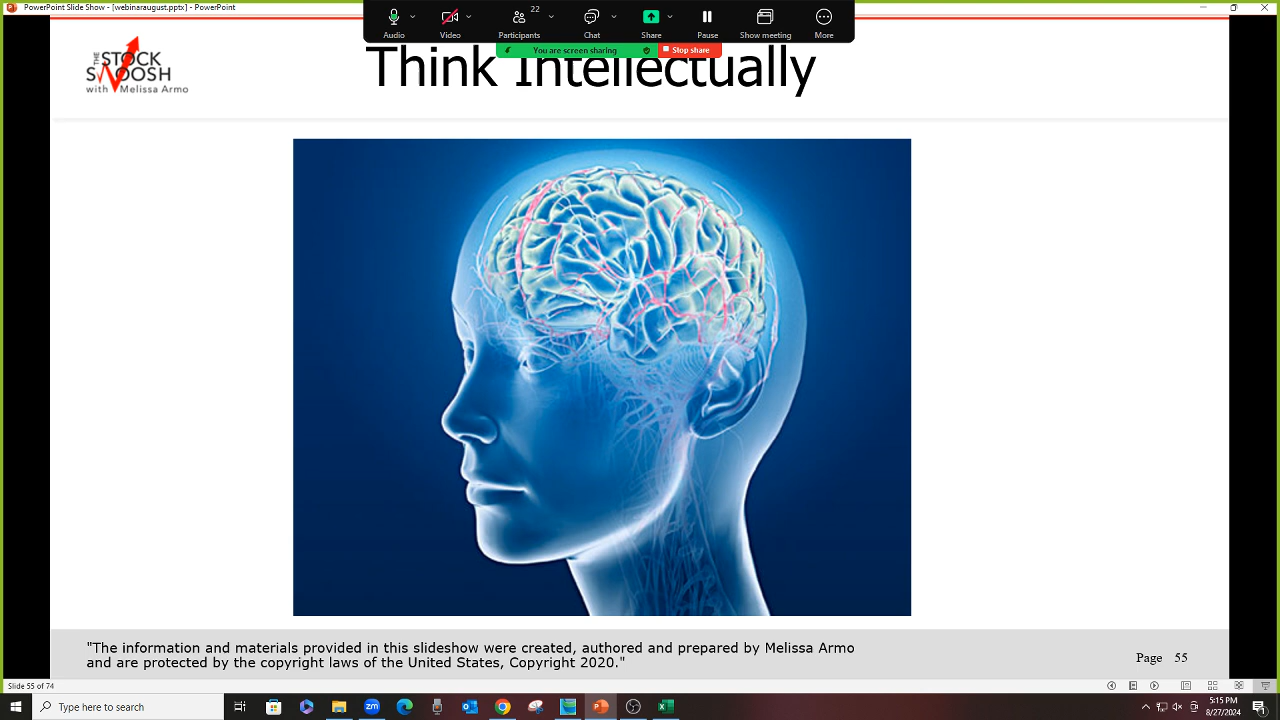 PowerPoint Slide Show - [webinaraugust.pptx] - PowerPoint
22
Audio Video Participants Chat Share Pause Show meeting More
You are screen sharing Stop share
THE STOCK
SWOOSH
with Melissa Armo
Think Intellectually
"The information and materials provided in this slideshow were created, authored and prepared by Melissa Armo
and are protected by the copyright laws of the United States, Copyright 2020."
Page 55
Slide 55 of 74
Type here to search
5:15 PM
8/27/2024